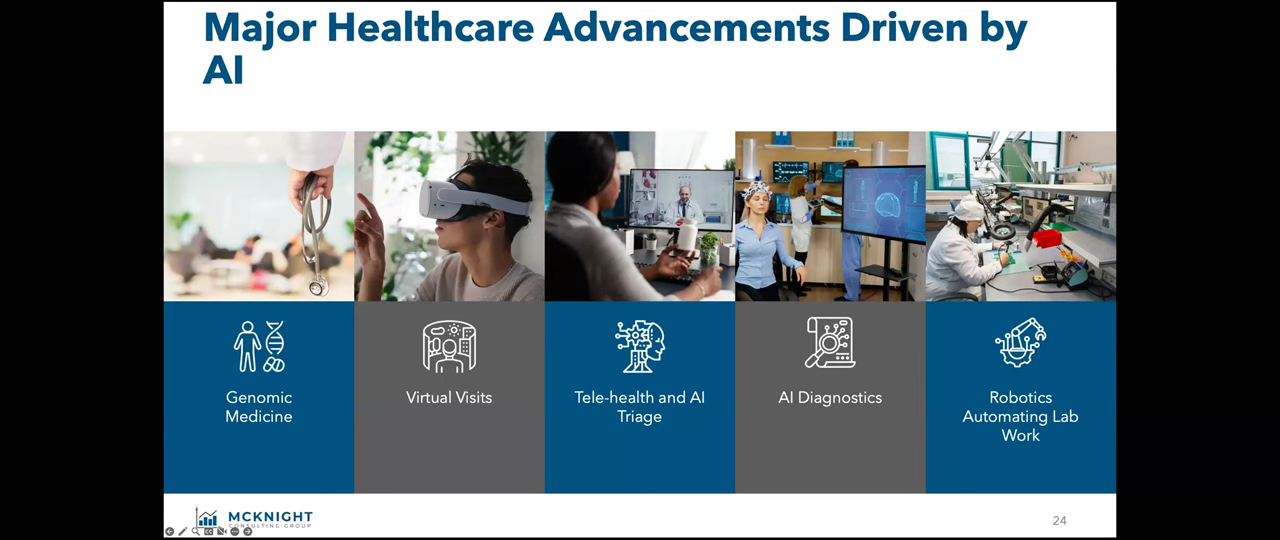 Major Healthcare Advancements Driven by
AI
Genomic
Medicine
Virtual Visits
Tele-health and AI
Triage
AI Diagnostics
Robotics
Automating Lab
Work
MCKNIGHT
CONSULTING GROUP
24